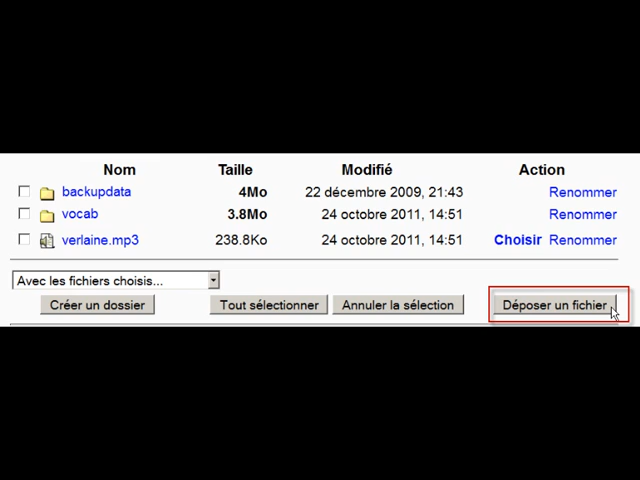 Nom Taille Modifié Action
backupdata 4Mo 22 décembre 2009, 21:43 Renommer
vocab 3.8Mo 24 octobre 2011, 14:51 Renommer
verlaine.mp3 238.8Ko 24 octobre 2011, 14:51 Choisir Renommer
Avec les fichiers choisis...
Créer un dossier Tout sélectionner Annuler la sélection Déposer un fichier